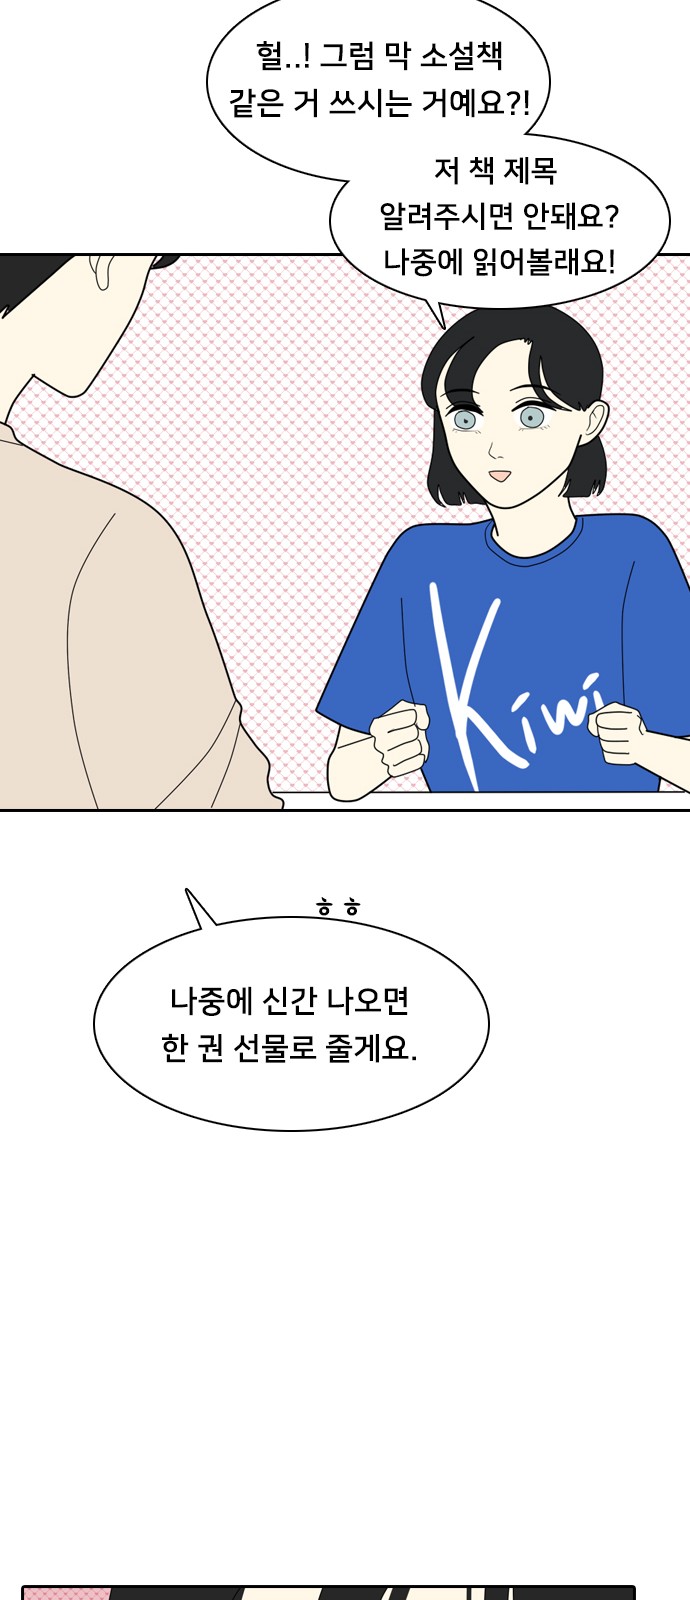 헐..! 그럼 막 소설책
같은 거 쓰시는 거예요?!
저 책 제목
알려주시면 안돼요?
나중에 읽어볼래요!
Kiwi
ㅎㅎ
나중에 신간 나오면
한 권 선물로 줄게요.